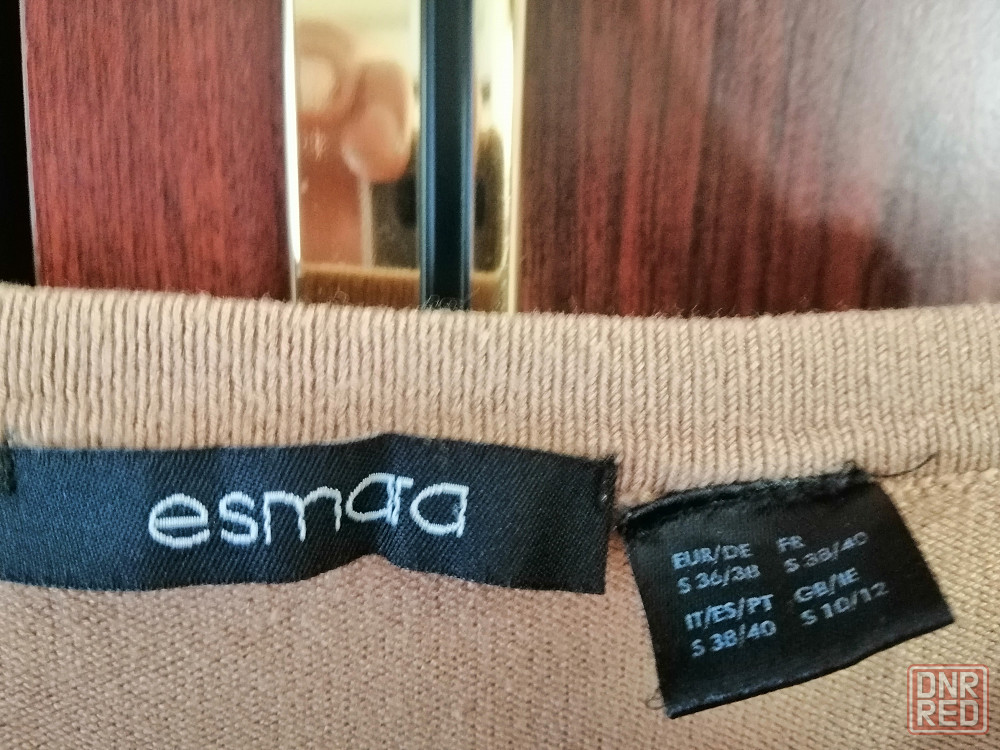 esmara
EUR/DE FR
S 36/38 S 38/40
IT/ES/PT GB/IE
S 38/40 S 10/12
DNR
RED